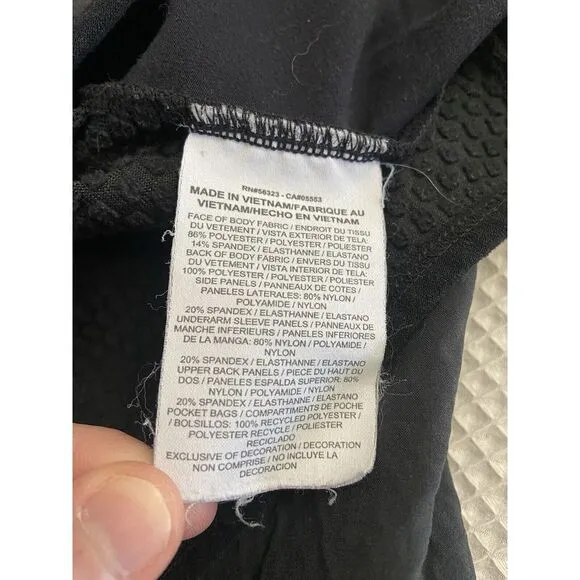 RN#56323 - CA#05553
MADE IN VIETNAM/FABRIQUE AU
VIETNAM/HECHO EN VIETNAM
FACE OF BODY FABRIC / ENDROIT DU TISSU
DU VETEMENT / VISTA EXTERIOR DE TELA:
86% POLYESTER / POLYESTER / POLIESTER
14% SPANDEX / ELASTHANNE / ELASTANO
BACK OF BODY FABRIC / ENVERS DU TISSU
DU VETEMENT / VISTA INTERIOR DE TELA:
100% POLYESTER / POLYESTER / POLIESTER
SIDE PANELS / PANNEAUX DE COTES /
PANELES LATERALES: 80% NYLON /
POLYAMIDE / NYLON
20% SPANDEX / ELASTHANNE / ELASTANO
UNDERARM SLEEVE PANELS / PANNEAUX DE
MANCHE INFERIEURS / PANELES INFERIORES
DE LA MANGA: 80% NYLON / POLYAMIDE /
NYLON
20% SPANDEX / ELASTHANNE / ELASTANO
UPPER BACK PANELS / PIECE DU HAUT DU
DOS / PANELES ESPALDA SUPERIOR: 80%
NYLON / POLYAMIDE / NYLON
20% SPANDEX / ELASTHANNE / ELASTANO
POCKET BAGS / COMPARTIMENTS DE POCHE
/ BOLSILLOS: 100% RECYCLED POLYESTER /
POLYESTER RECYCLE / POLIESTER
RECICLADO
EXCLUSIVE OF DECORATION / DECORATION
NON COMPRISE / NO INCLUYE LA
DECORACION